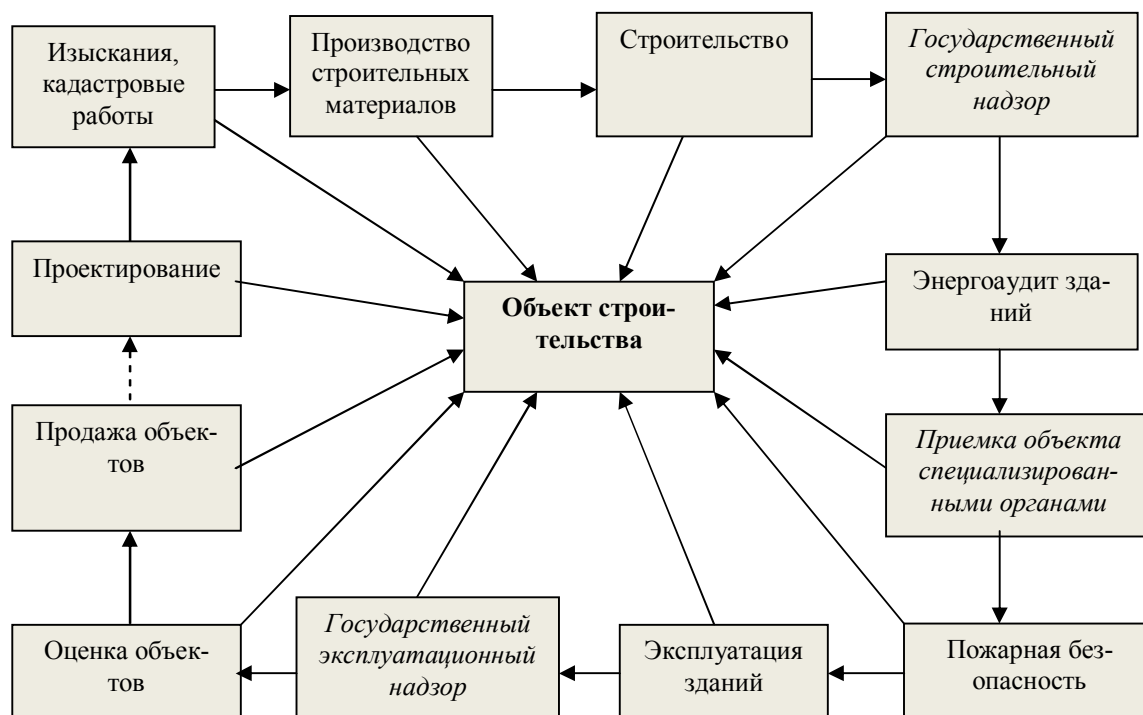 Изыскания,
кадастровые
работы
Производство
строительных
материалов
Строительство
Государственный
строительный
надзор
Проектирование
Объект строи-
тельства
Энергоаудит зда-
ний
Продажа объек-
тов
Приемка объекта
специализирован-
ными органами
Оценка объек-
тов
Государственный
эксплуатационный
надзор
Эксплуатация
зданий
Пожарная без-
опасность